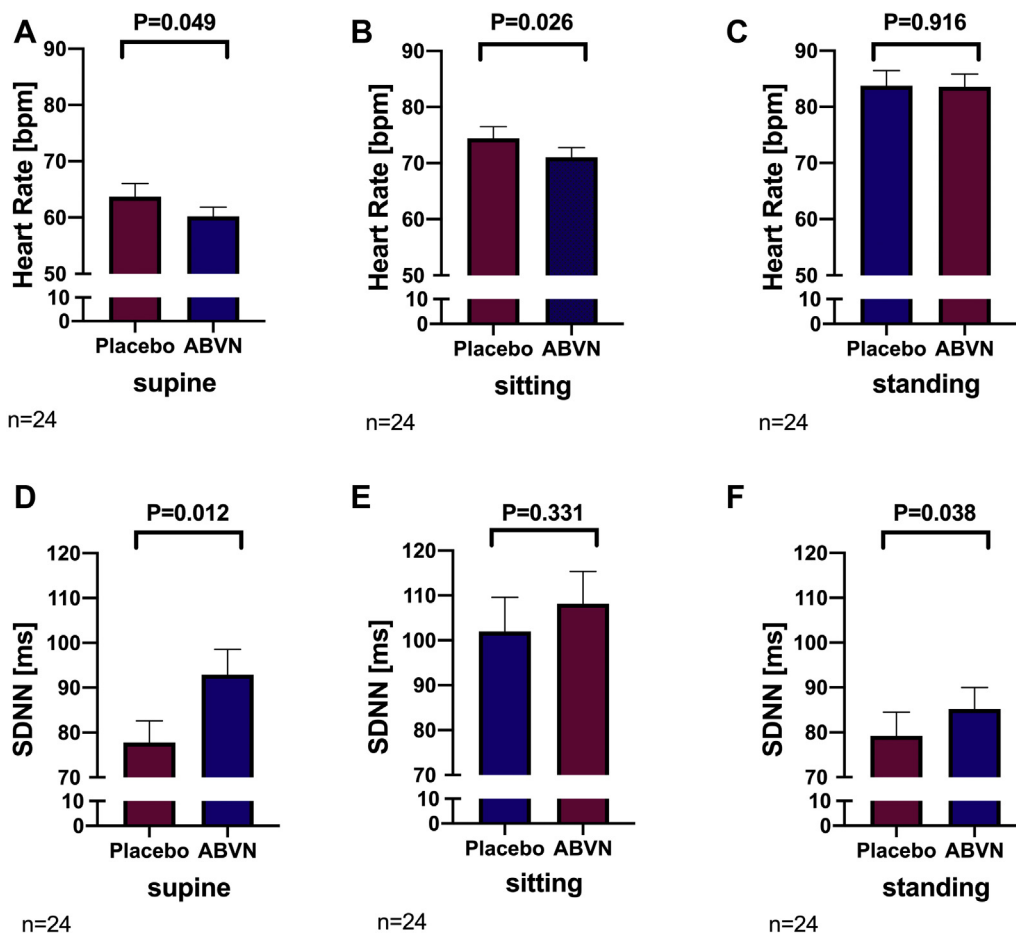 A
P=0.049
Heart Rate [bpm]
90
80
70
60
50
10
0
Placebo ABVN
supine
n=24
B
P=0.026
Heart Rate [bpm]
90
80
70
60
50
10
0
Placebo ABVN
sitting
n=24
C
P=0.916
Heart Rate [bpm]
90
80
70
60
50
10
0
Placebo ABVN
standing
n=24
D
P=0.012
SDNN [ms]
120
110
100
90
80
70
10
0
Placebo ABVN
supine
n=24
E
P=0.331
SDNN [ms]
120
110
100
90
80
70
10
0
Placebo ABVN
sitting
n=24
F
P=0.038
SDNN [ms]
120
110
100
90
80
70
10
0
Placebo ABVN
standing
n=24